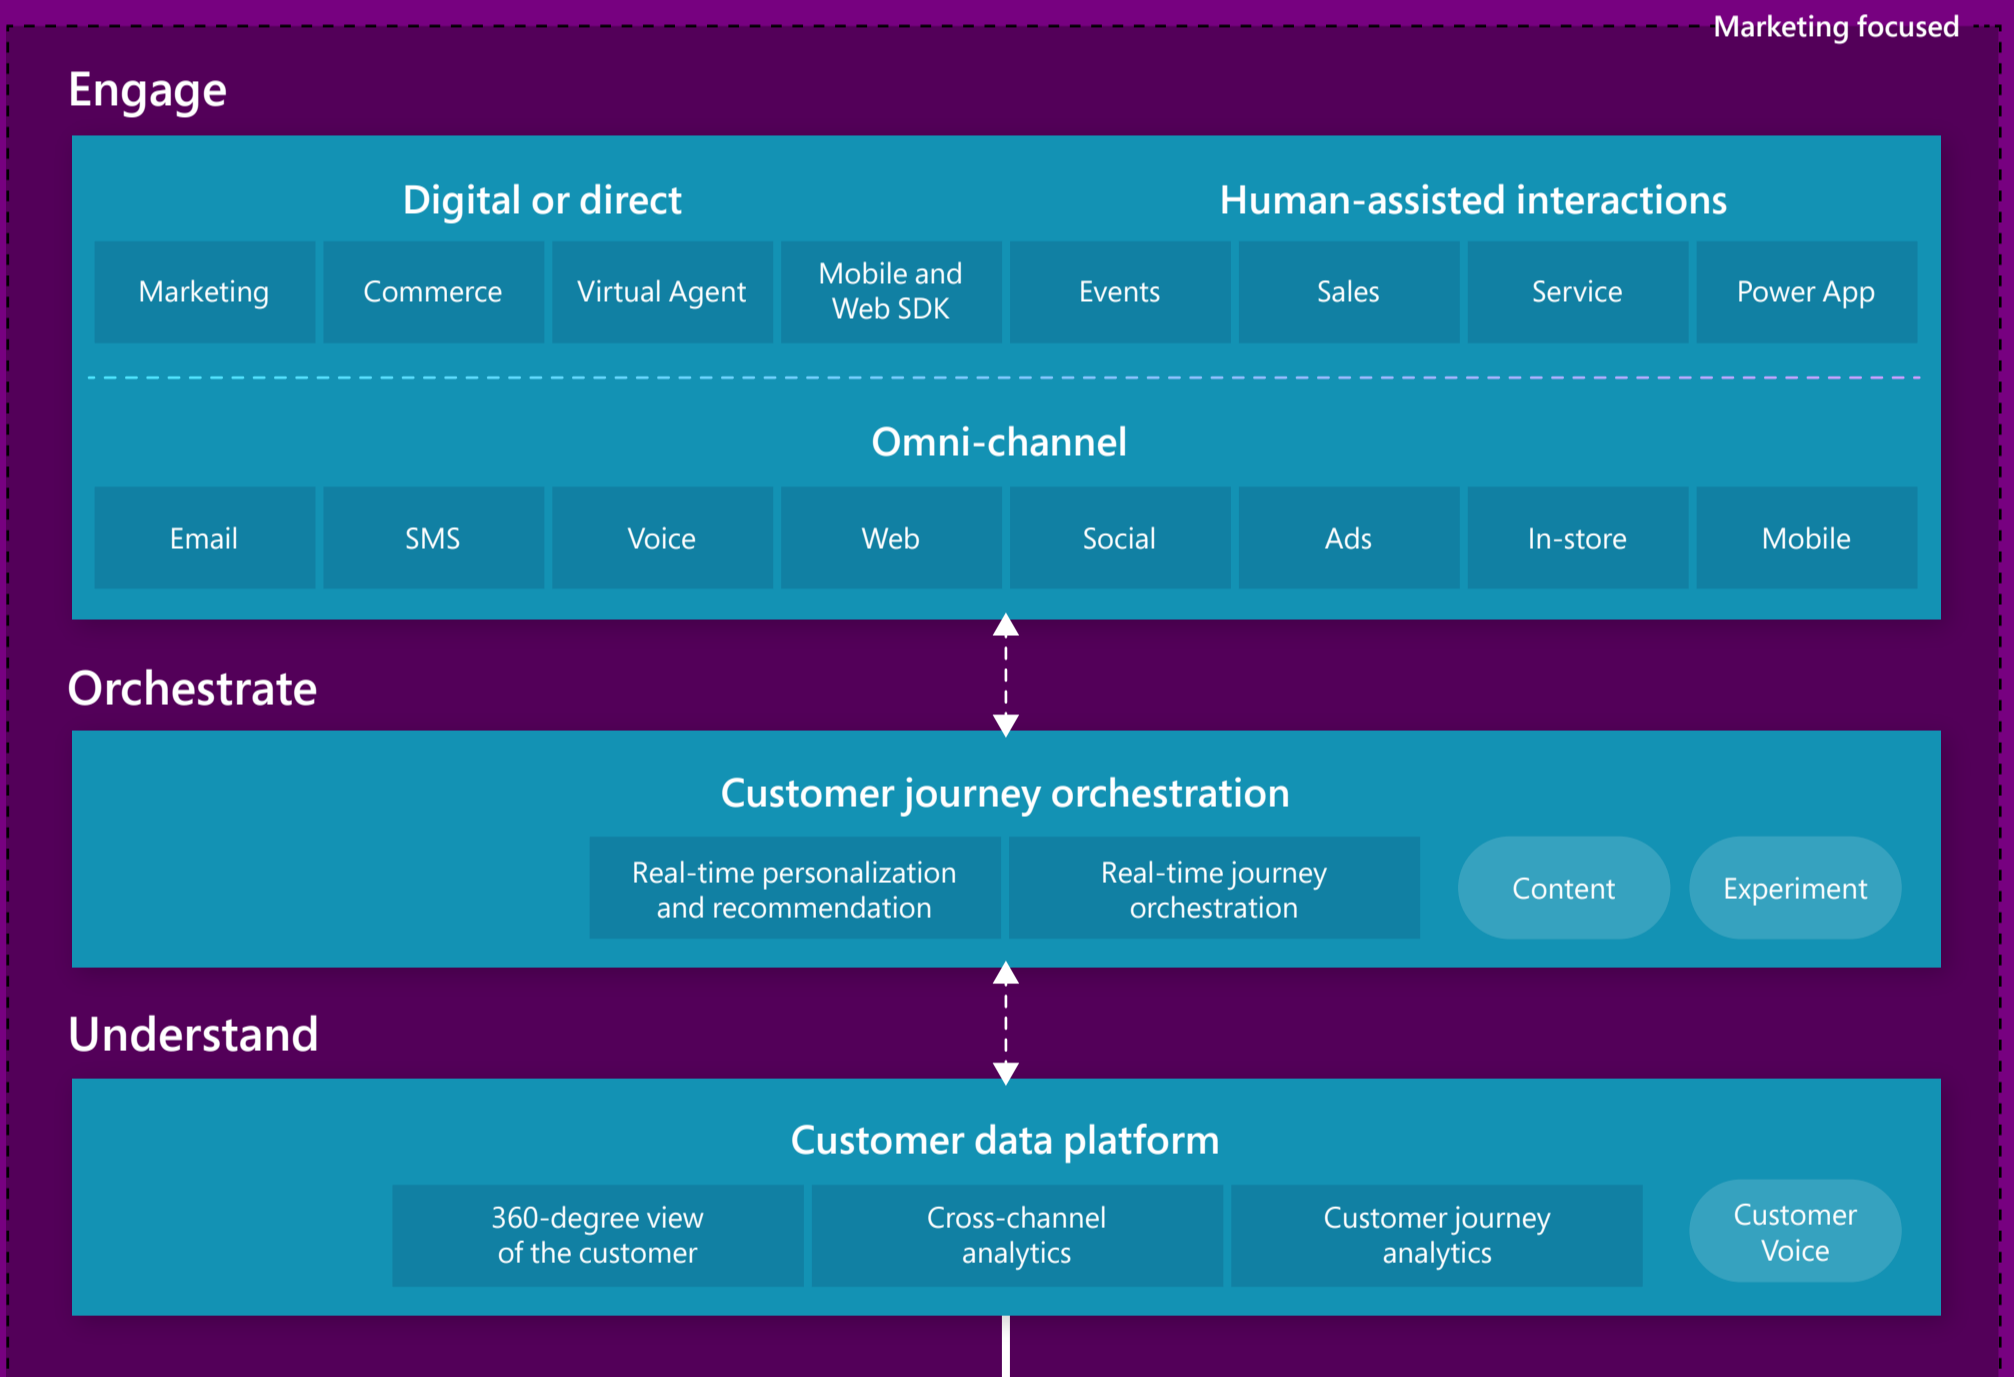 Marketing focused
Engage
Digital or direct
Human-assisted interactions
Marketing
Commerce
Virtual Agent
Mobile and
Web SDK
Events
Sales
Service
Power App
Omni-channel
Email
SMS
Voice
Web
Social
Ads
In-store
Mobile
Orchestrate
Customer journey orchestration
Real-time personalization
and recommendation
Real-time journey
orchestration
Content
Experiment
Understand
Customer data platform
360-degree view
of the customer
Cross-channel
analytics
Customer journey
analytics
Customer
Voice